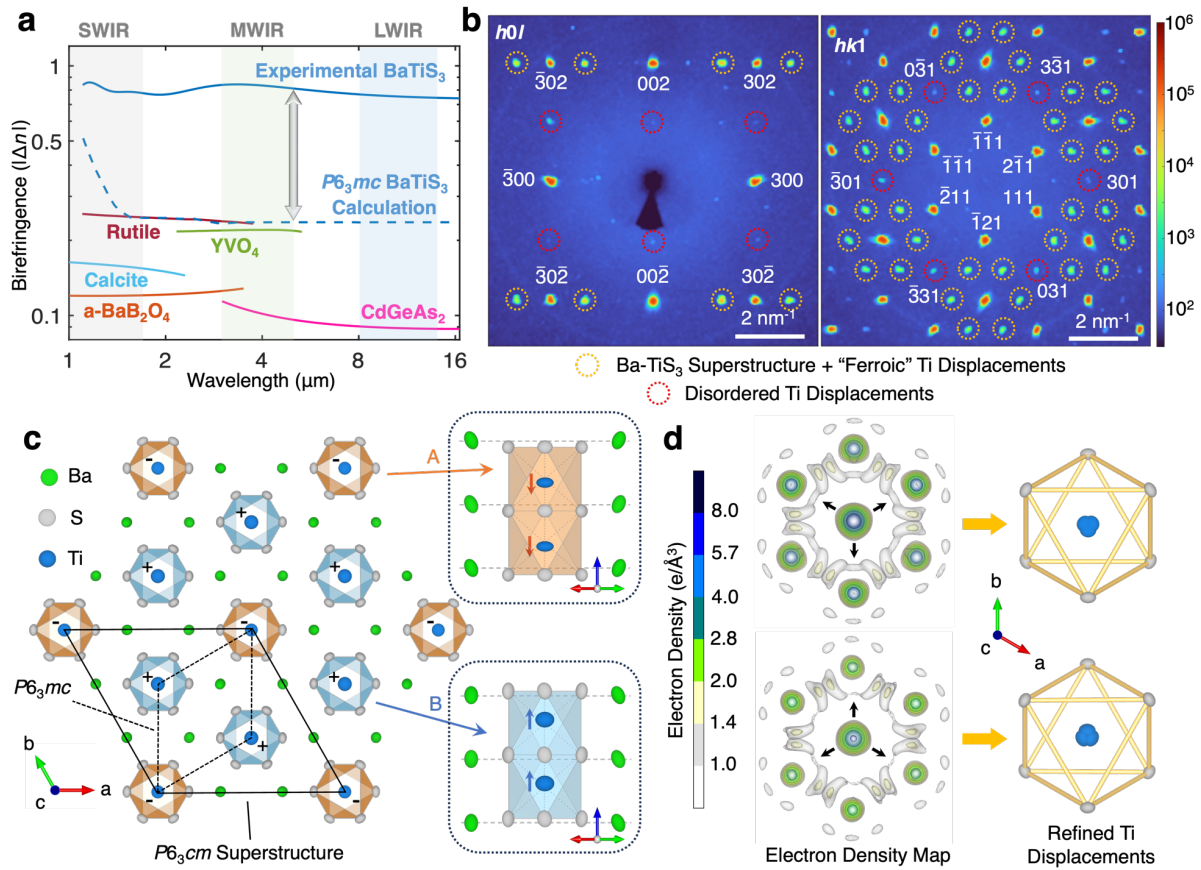 a
SWIR MWIR LWIR
Birefringence (|Δn|)
1
0.5
0.1
Experimental BaTiS₃
P6₃mc BaTiS₃
Calculation
Rutile
YVO₄
Calcite
a-BaB₂O₄
CdGeAs₂
1 2 4 8 16
Wavelength (µm)
b
h0l
3̅02 002 302
3̅00 300
3̅02̅ 002̅ 302̅
2 nm⁻¹
hk1
03̅1 33̅1
1̅1̅1
1̅1̅1 2̅11
3̅01 301
2̅11 111
1̅21
3̅31 031
2 nm⁻¹
10⁶
10⁵
10⁴
10³
10²
Ba-TiS₃ Superstructure + “Ferroic” Ti Displacements
Disordered Ti Displacements
c
Ba
S
Ti
- -
+
+ +
- - -
+ +
+
- -
P6₃mc
b
c a
P6₃cm Superstructure
A
B
d
Electron Density (e/Å³)
8.0
5.7
4.0
2.8
2.0
1.4
1.0
Electron Density Map
b
c
a
Refined Ti
Displacements